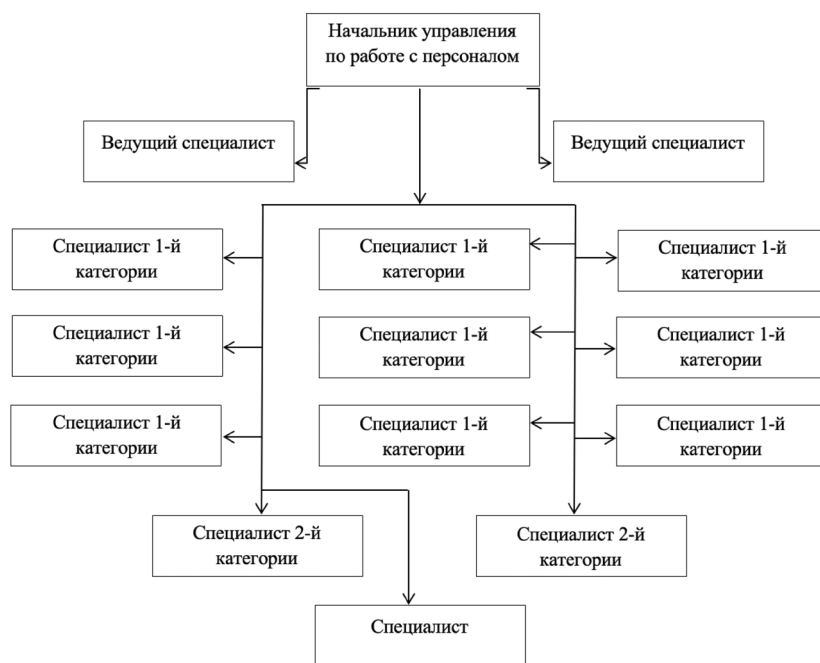 Начальник управления
по работе с персоналом
Ведущий специалист
Ведущий специалист
Специалист 1-й
категории
Специалист 1-й
категории
Специалист 1-й
категории
Специалист 1-й
категории
Специалист 1-й
категории
Специалист 1-й
категории
Специалист 1-й
категории
Специалист 1-й
категории
Специалист 1-й
категории
Специалист 2-й
категории
Специалист 2-й
категории
Специалист